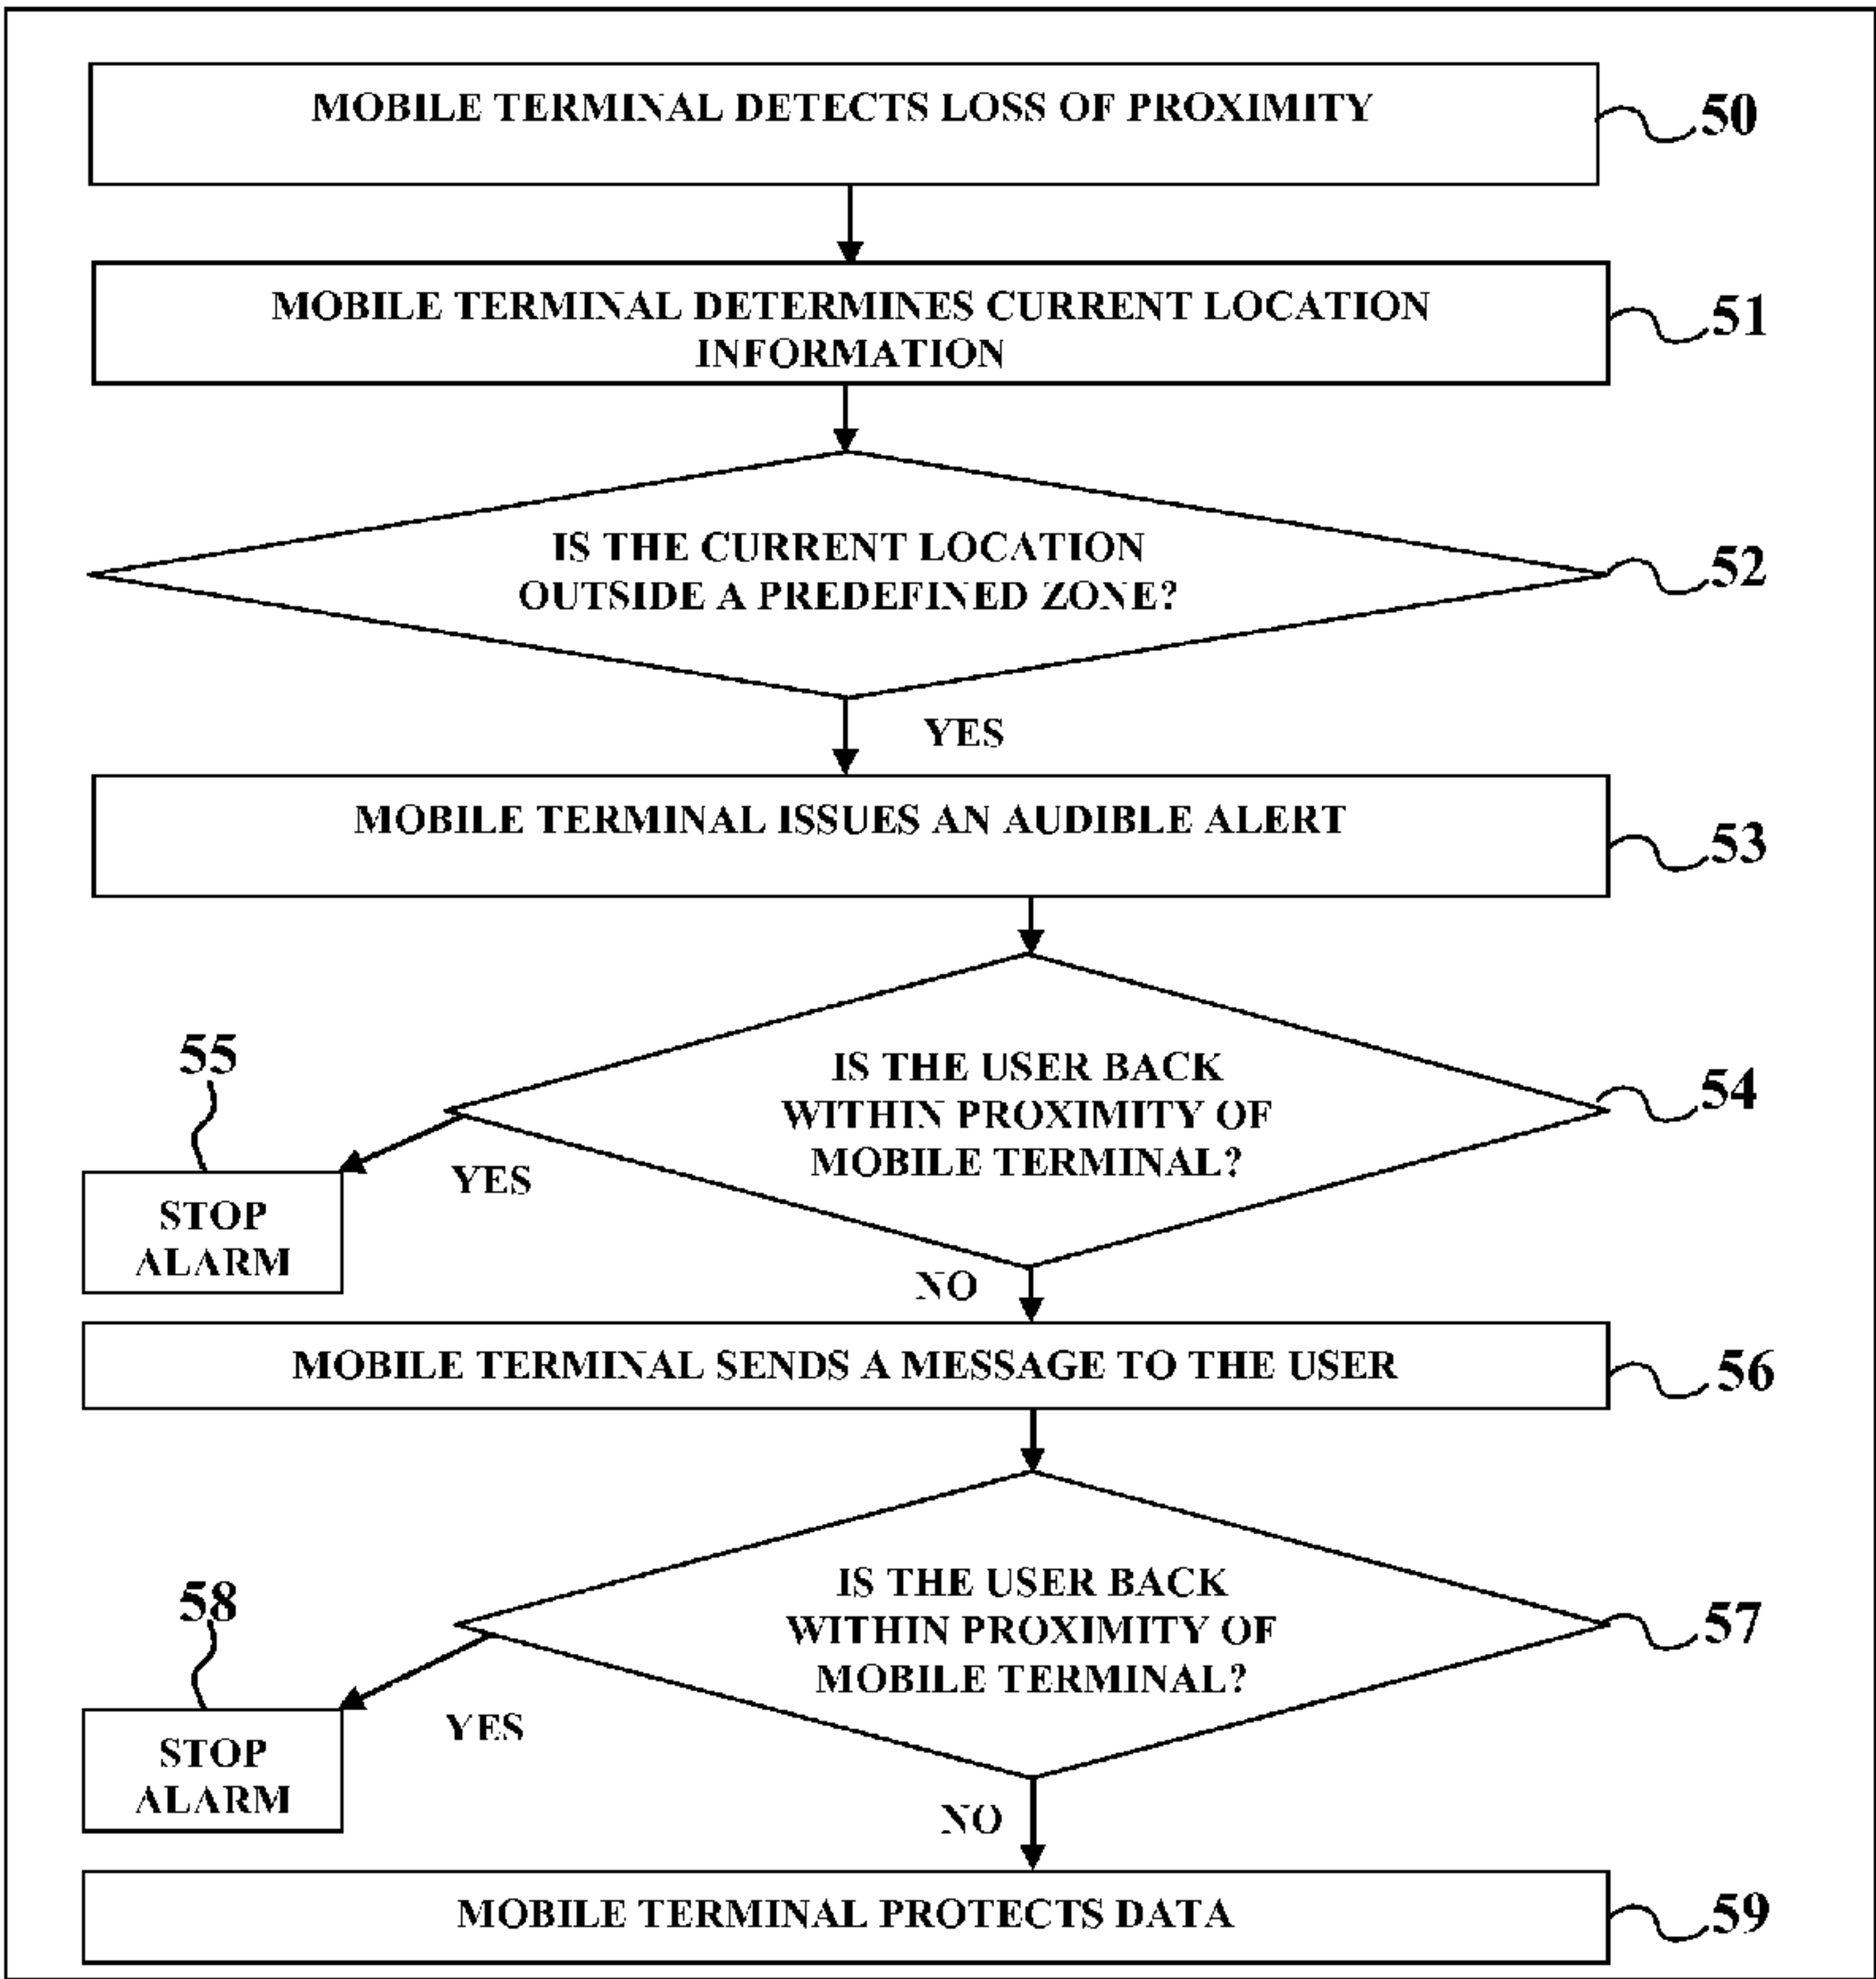 MOBILE TERMINAL DETECTS LOSS OF PROXIMITY
50
MOBILE TERMINAL DETERMINES CURRENT LOCATION
INFORMATION
51
IS THE CURRENT LOCATION
OUTSIDE A PREDEFINED ZONE?
52
YES
MOBILE TERMINAL ISSUES AN AUDIBLE ALERT
53
IS THE USER BACK
WITHIN PROXIMITY OF
MOBILE TERMINAL?
54
55
YES
STOP
ALARM
NO
MOBILE TERMINAL SENDS A MESSAGE TO THE USER
56
IS THE USER BACK
WITHIN PROXIMITY OF
MOBILE TERMINAL?
57
58
YES
STOP
ALARM
NO
MOBILE TERMINAL PROTECTS DATA
59